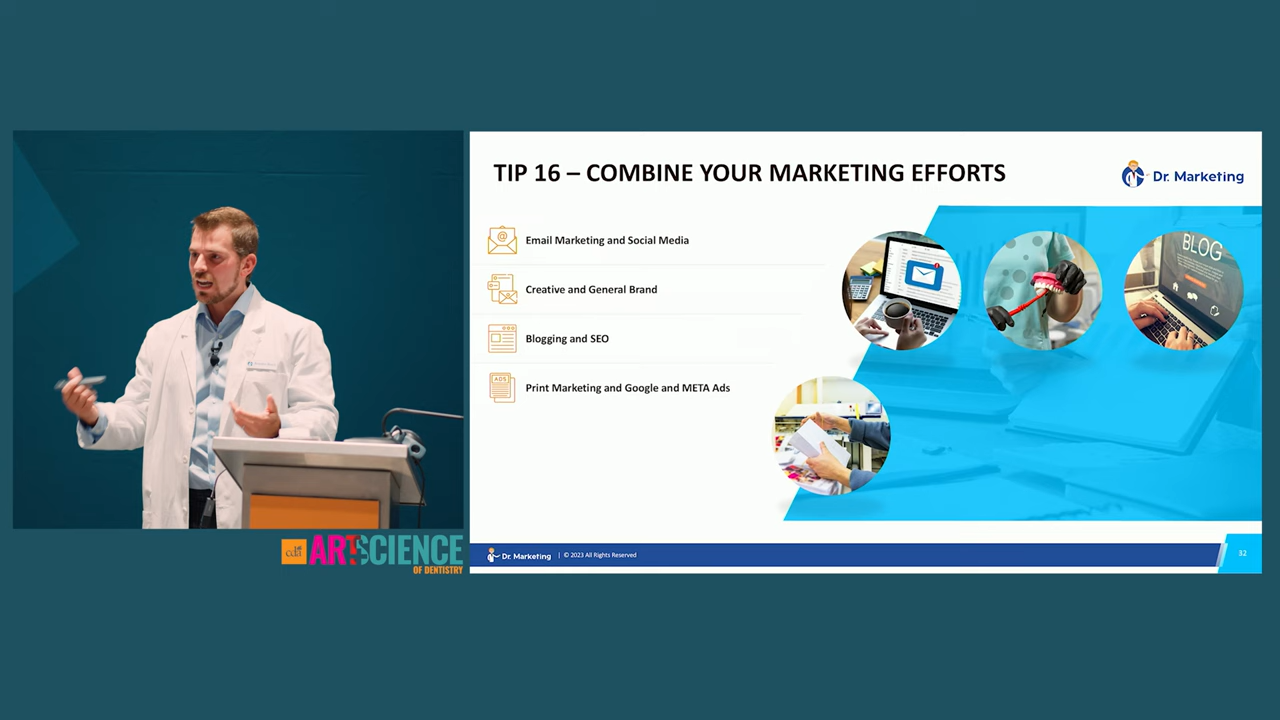 TIP 16 – COMBINE YOUR MARKETING EFFORTS
Dr. Marketing
Email Marketing and Social Media
Creative and General Brand
Blogging and SEO
Print Marketing and Google and META Ads
BLOG
ADS
cda
ART & SCIENCE
OF DENTISTRY
Dr. Marketing | © 2023 All Rights Reserved
32